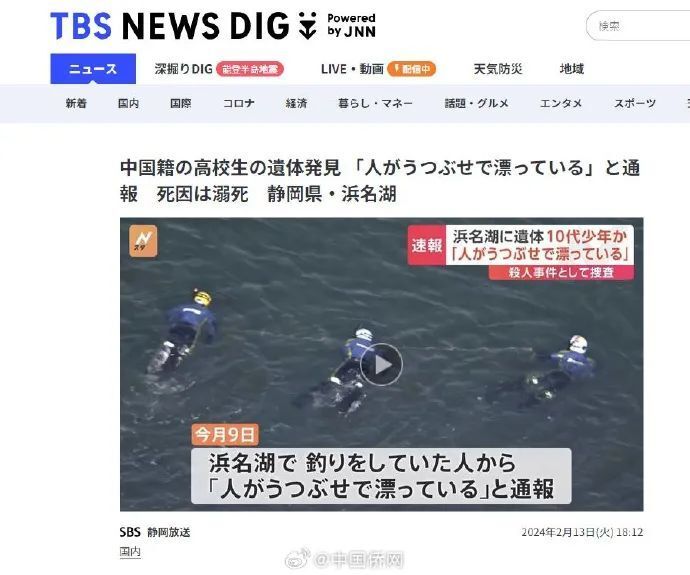 TBS NEWS DIG Powered by JNN
検索
ニュース 深掘りDIG 能登半島地震 LIVE・動画 配信中 天気防災 地域
新着 国内 国際 コロナ 経済 暮らし・マネー 話題・グルメ エンタメ スポーツ
中国籍の高校生の遺体発見 「人がうつぶせで漂っている」と通
報 死因は溺死 静岡県・浜名湖
Nスタ
速報 浜名湖に遺体 10代少年か
「人がうつぶせで漂っている」
殺人事件として捜査
今月9日
浜名湖で 釣りをしていた人から
「人がうつぶせで漂っている」と通報
SBS 静岡放送 2024年2月13日(火) 18:12
国内
@中国侨网